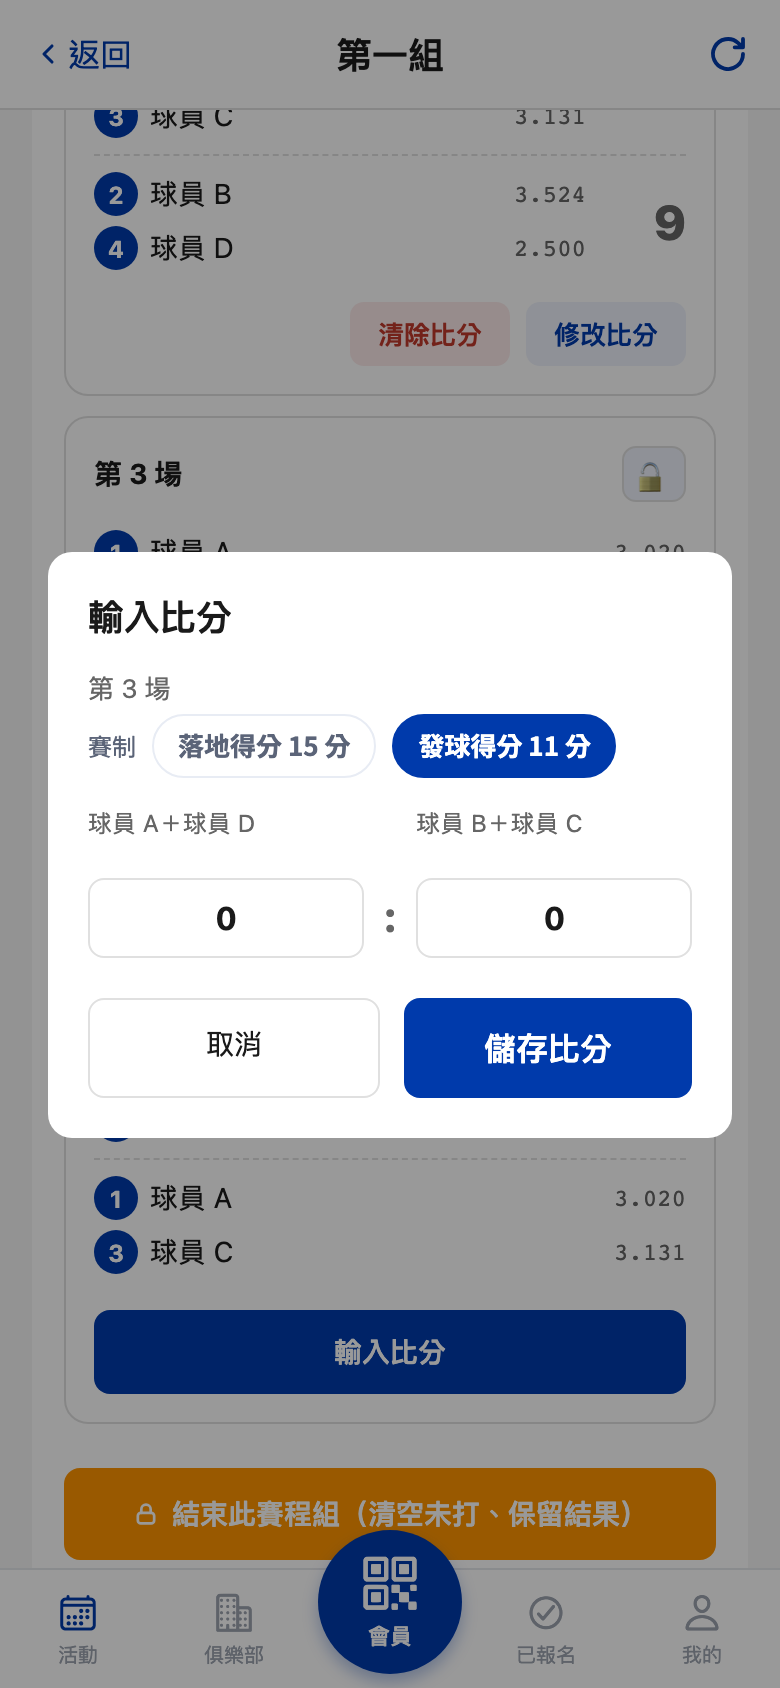 返回
第一組
3 球員 C 3.131
2 球員 B 3.524
9
4 球員 D 2.500
清除比分 修改比分
第 3 場
1 球員 A 3.020
輸入比分
第 3 場
賽制 落地得分 15 分 發球得分 11 分
球員 A＋球員 D 球員 B＋球員 C
0 : 0
取消 儲存比分
1 球員 A 3.020
3 球員 C 3.131
輸入比分
結束此賽程組（清空未打、保留結果）
活動 俱樂部 會員 已報名 我的